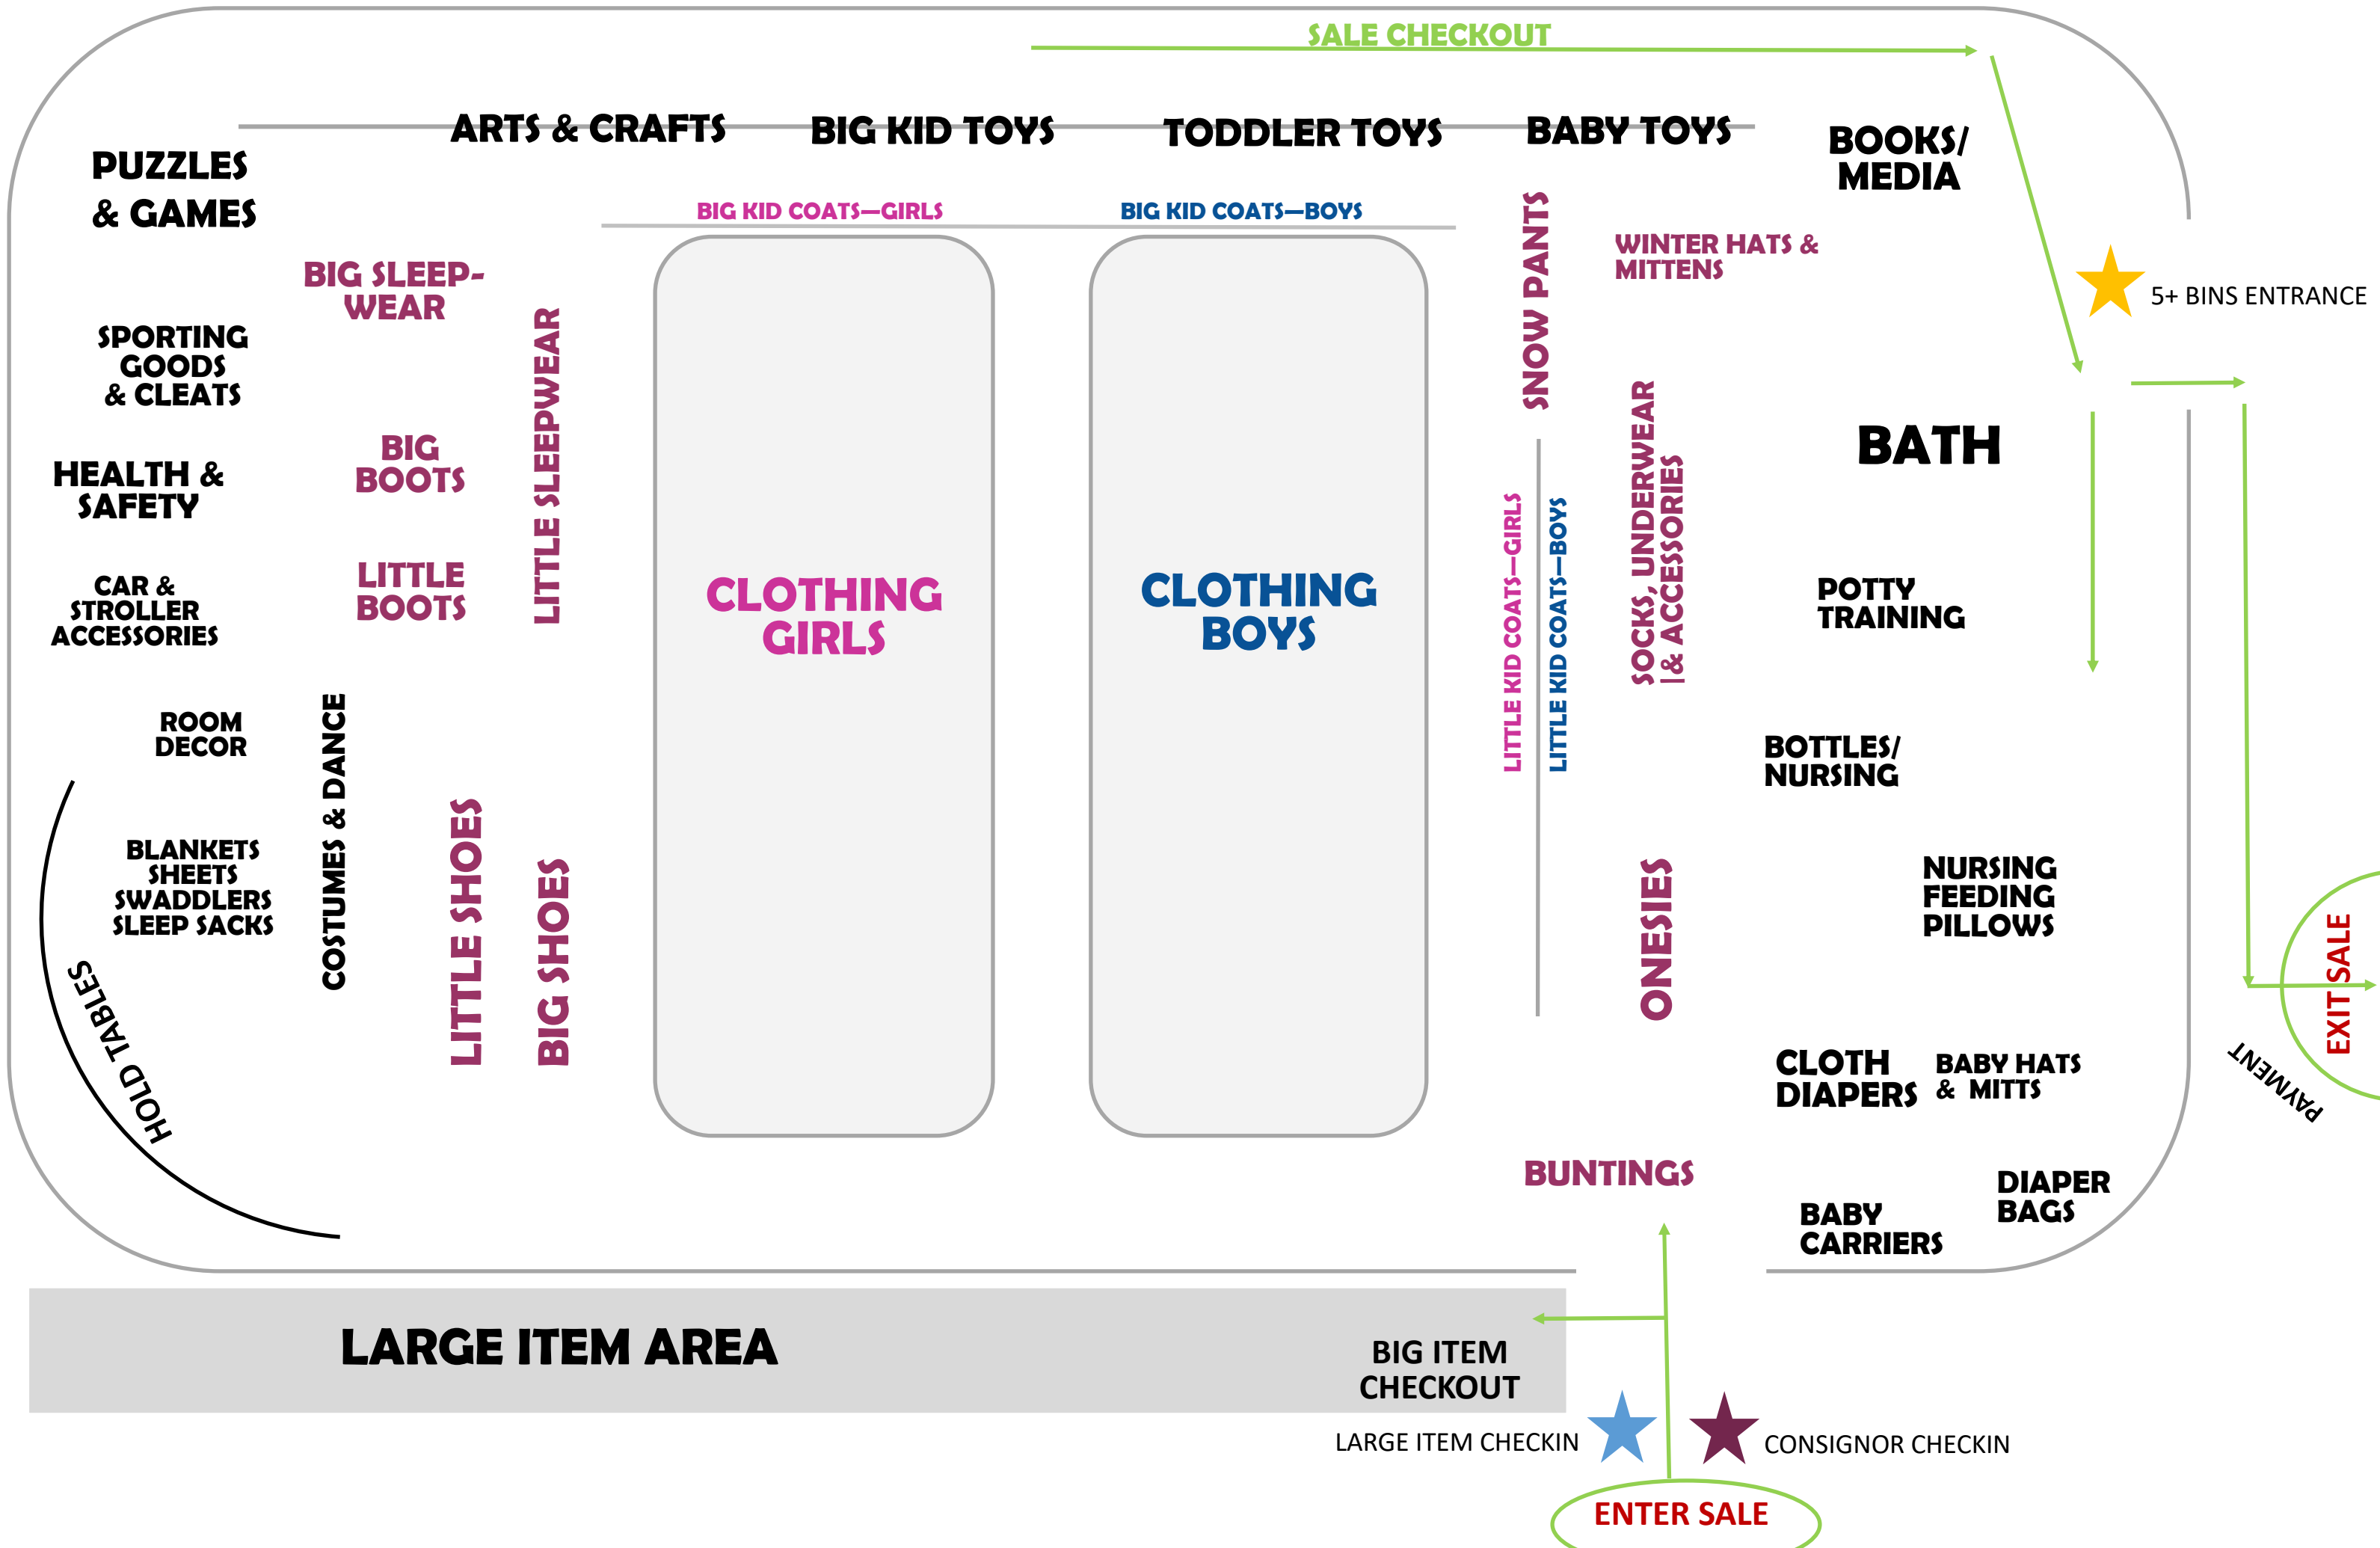 SALE CHECKOUT
ARTS & CRAFTS
BIG KID TOYS
TODDLER TOYS
BABY TOYS
BOOKS/
MEDIA
PUZZLES
& GAMES
BIG KID COATS—GIRLS
BIG KID COATS—BOYS
SNOW PANTS
WINTER HATS &
MITTENS
5+ BINS ENTRANCE
BIG SLEEP-
WEAR
SPORTING
GOODS
& CLEATS
LITTLE SLEEPWEAR
BIG
BOOTS
HEALTH &
SAFETY
BATH
SOCKS, UNDERWEAR
|& ACCESSORIES
LITTLE KID COATS—GIRLS
LITTLE KID COATS—BOYS
LITTLE
BOOTS
CAR &
STROLLER
ACCESSORIES
CLOTHING
GIRLS
CLOTHING
BOYS
POTTY
TRAINING
ROOM
DECOR
COSTUMES & DANCE
BOTTLES/
NURSING
BLANKETS
SHEETS
SWADDLERS
SLEEP SACKS
LITTLE SHOES
BIG SHOES
ONESIES
NURSING
FEEDING
PILLOWS
EXIT SALE
HOLD TABLES
CLOTH
DIAPERS
BABY HATS
& MITTS
PAYMENT
BUNTINGS
BABY
CARRIERS
DIAPER
BAGS
LARGE ITEM AREA
BIG ITEM
CHECKOUT
LARGE ITEM CHECKIN
CONSIGNOR CHECKIN
ENTER SALE